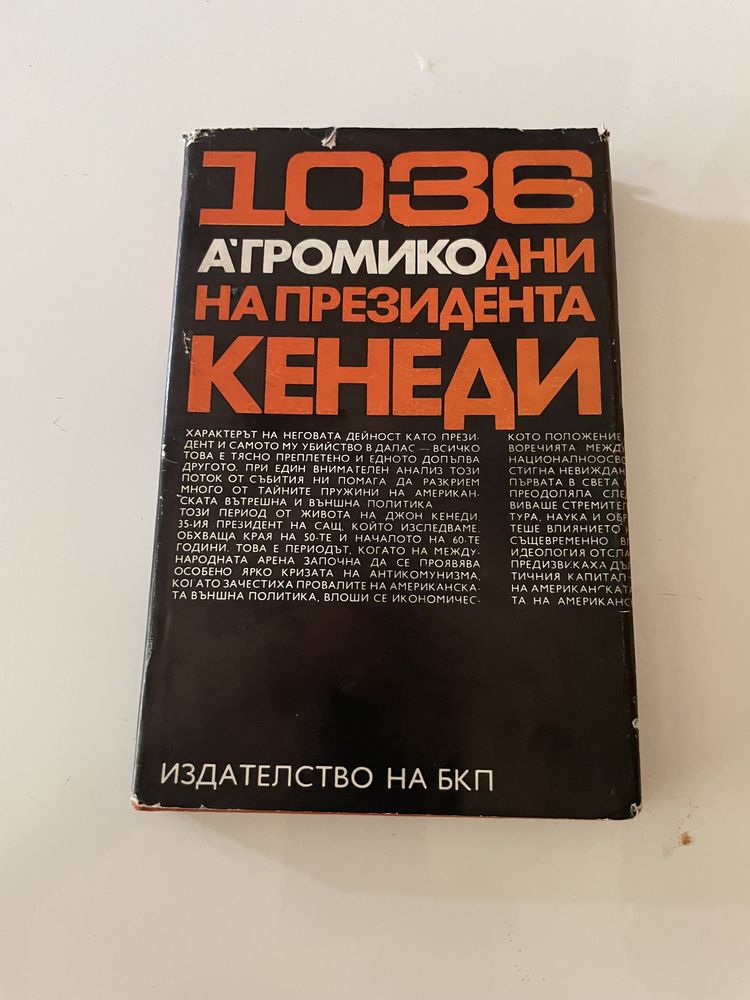 1036
А·ГРОМИКОДНИ
НА ПРЕЗИДЕНТА
КЕНЕДИ
ХАРАКТЕРЪТ НА НЕГОВАТА ДЕЙНОСТ КАТО ПРЕЗИ-
ДЕНТ И САМОТО МУ УБИЙСТВО В ДАЛАС — ВСИЧКО
ТОВА Е ТЯСНО ПРЕПЛЕТЕНО И ЕДНОТО ДОПЪЛВА
ДРУГОТО. ПРИ ЕДИН ВНИМАТЕЛЕН АНАЛИЗ ТОЗИ
ПОТОК ОТ СЪБИТИЯ НИ ПОМАГА ДА РАЗКРИЕМ
МНОГО ОТ ТАЙНИТЕ ПРУЖИНИ НА АМЕРИКАН-
СКАТА ВЪТРЕШНА И ВЪНШНА ПОЛИТИКА
ТОЗИ ПЕРИОД ОТ ЖИВОТА НА ДЖОН КЕНЕДИ,
35-ИЯ ПРЕЗИДЕНТ НА САЩ, КОЙТО ИЗСЛЕДВАМЕ,
ОБХВАЩА КРАЯ НА 50-ТЕ И НАЧАЛОТО НА 60-ТЕ
ГОДИНИ. ТОВА Е ПЕРИОДЪТ, КОГАТО НА МЕЖДУ-
НАРОДНАТА АРЕНА ЗАПОЧНА ДА СЕ ПРОЯВЯВА
ОСОБЕНО ЯРКО КРИЗАТА НА АНТИКОМУНИЗМА,
КОГАТО ЗАЧЕСТИХА ПРОВАЛИТЕ НА АМЕРИКАНСКА-
ТА ВЪНШНА ПОЛИТИКА, ВЛОШИ СЕ ИКОНОМИЧЕС-
КОТО ПОЛОЖЕНИЕ
ВОРЕЧИЯТА МЕЖДУ
НАЦИОНАЛНООСВО
СТИГНА НЕВИЖДАН
ПЪРВАТА В СВЕТА
ПРЕОДОЛЯЛА СЛЕД
ВИВАШЕ СТРЕМИТЕЛ
ТУРА, НАУКА И ОБР
ТЕШЕ ВЛИЯНИЕТО Н
СЪЩЕВРЕМЕННО ВЛ
ИДЕОЛОГИЯ ОТСЛА
ПРЕДИЗВИКАХА ДЪЛ
ТИЧНИЯ КАПИТАЛ
НА АМЕРИКАНСКАТА
ТА НА АМЕРИКАНС
ИЗДАТЕЛСТВО НА БКП